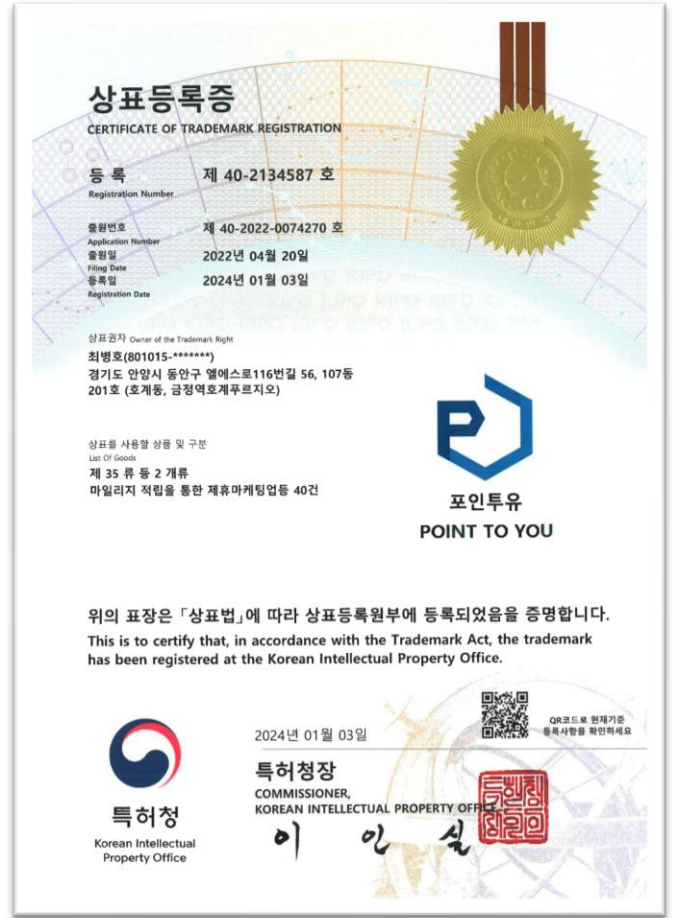 상표등록증
CERTIFICATE OF TRADEMARK REGISTRATION
등 록 제 40-2134587 호
Registration Number
출원번호 제 40-2022-0074270 호
Application Number
출원일 2022년 04월 20일
Filing Date
등록일 2024년 01월 03일
Registration Date
상표권자 Owner of the Trademark Right
최병호(801015-*******)
경기도 안양시 동안구 엘에스로116번길 56, 107동
201호 (호계동, 금정역호계푸르지오)
상표를 사용할 상품 및 구분
List Of Goods
제 35 류 등 2 개류
마일리지 적립을 통한 제휴마케팅업등 40건
포인투유
POINT TO YOU
위의 표장은 「상표법」에 따라 상표등록원부에 등록되었음을 증명합니다.
This is to certify that, in accordance with the Trademark Act, the trademark
has been registered at the Korean Intellectual Property Office.
QR코드로 현재기준
등록사항을 확인하세요
2024년 01월 03일
특허청장
COMMISSIONER,
KOREAN INTELLECTUAL PROPERTY OFFICE
이 인 실
특허청
Korean Intellectual
Property Office